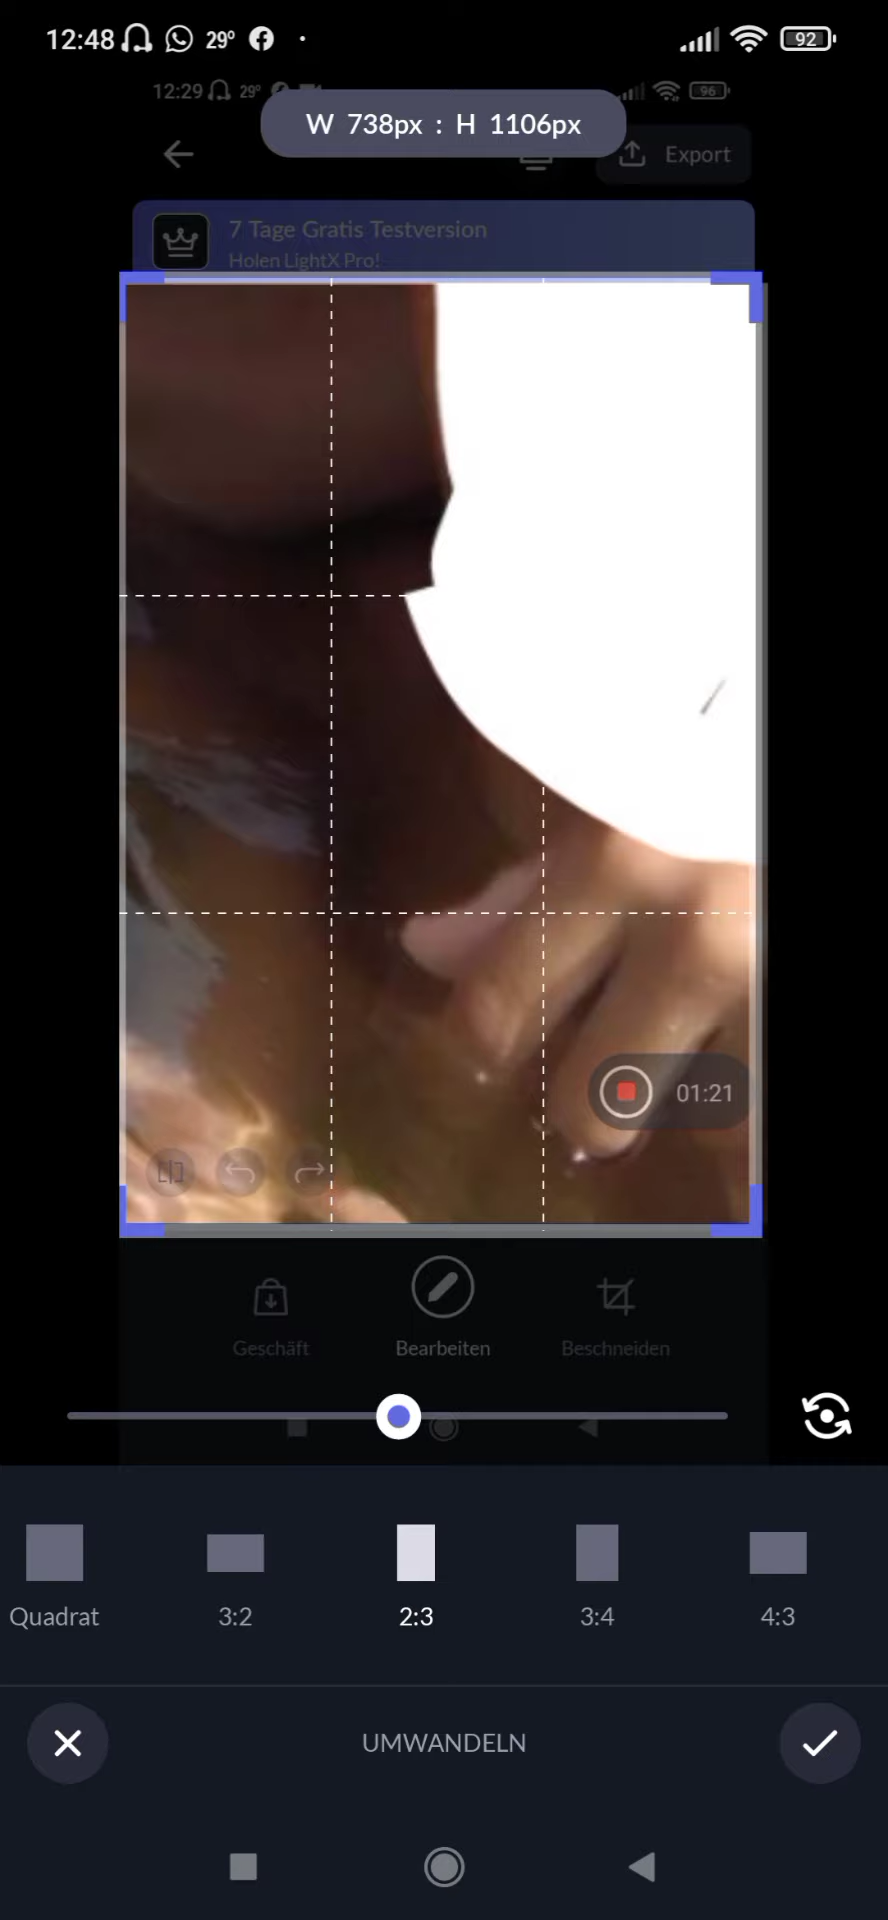 12:48 29° 92
12:29 29° 96
W 738px : H 1106px
Export
7 Tage Gratis Testversion
Holen LightX Pro!
01:21
Geschäft Bearbeiten Beschneiden
Quadrat 3:2 2:3 3:4 4:3
UMWANDELN